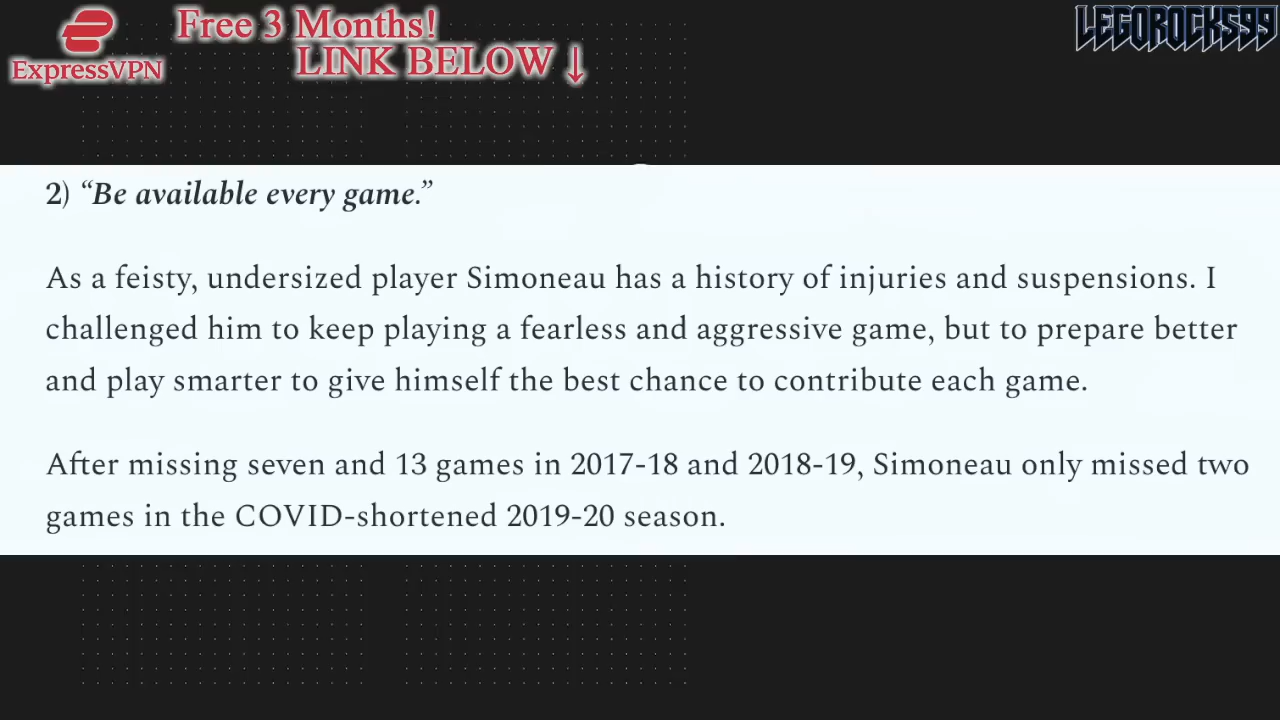 Free 3 Months!
LINK BELOW ↓
ExpressVPN
LEGOROCKS99
2) “Be available every game.”
As a feisty, undersized player Simoneau has a history of injuries and suspensions. I
challenged him to keep playing a fearless and aggressive game, but to prepare better
and play smarter to give himself the best chance to contribute each game.
After missing seven and 13 games in 2017-18 and 2018-19, Simoneau only missed two
games in the COVID-shortened 2019-20 season.